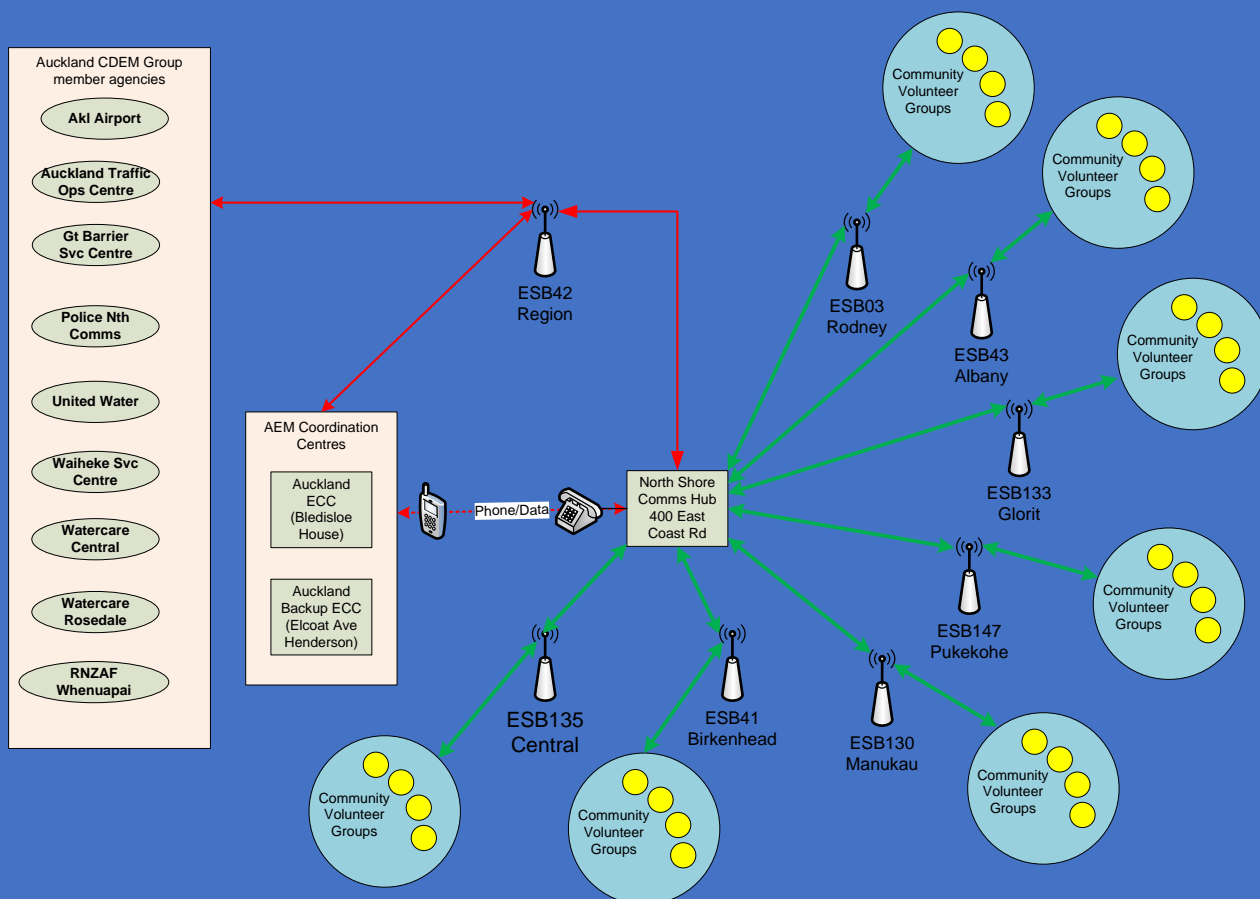 Auckland CDEM Group
member agencies
Akl Airport
Auckland Traffic
Ops Centre
Gt Barrier
Svc Centre
Police Nth
Comms
United Water
Waiheke Svc
Centre
Watercare
Central
Watercare
Rosedale
RNZAF
Whenuapai
ESB42
Region
AEM Coordination
Centres
Auckland
ECC
(Bledisloe
House)
Auckland
Backup ECC
(Elcoat Ave
Henderson)
Phone/Data
North Shore
Comms Hub
400 East
Coast Rd
Community
Volunteer
Groups
ESB03
Rodney
Community
Volunteer
Groups
ESB43
Albany
Community
Volunteer
Groups
ESB133
Glorit
Community
Volunteer
Groups
ESB147
Pukekohe
Community
Volunteer
Groups
ESB130
Manukau
Community
Volunteer
Groups
ESB41
Birkenhead
Community
Volunteer
Groups
ESB135
Central